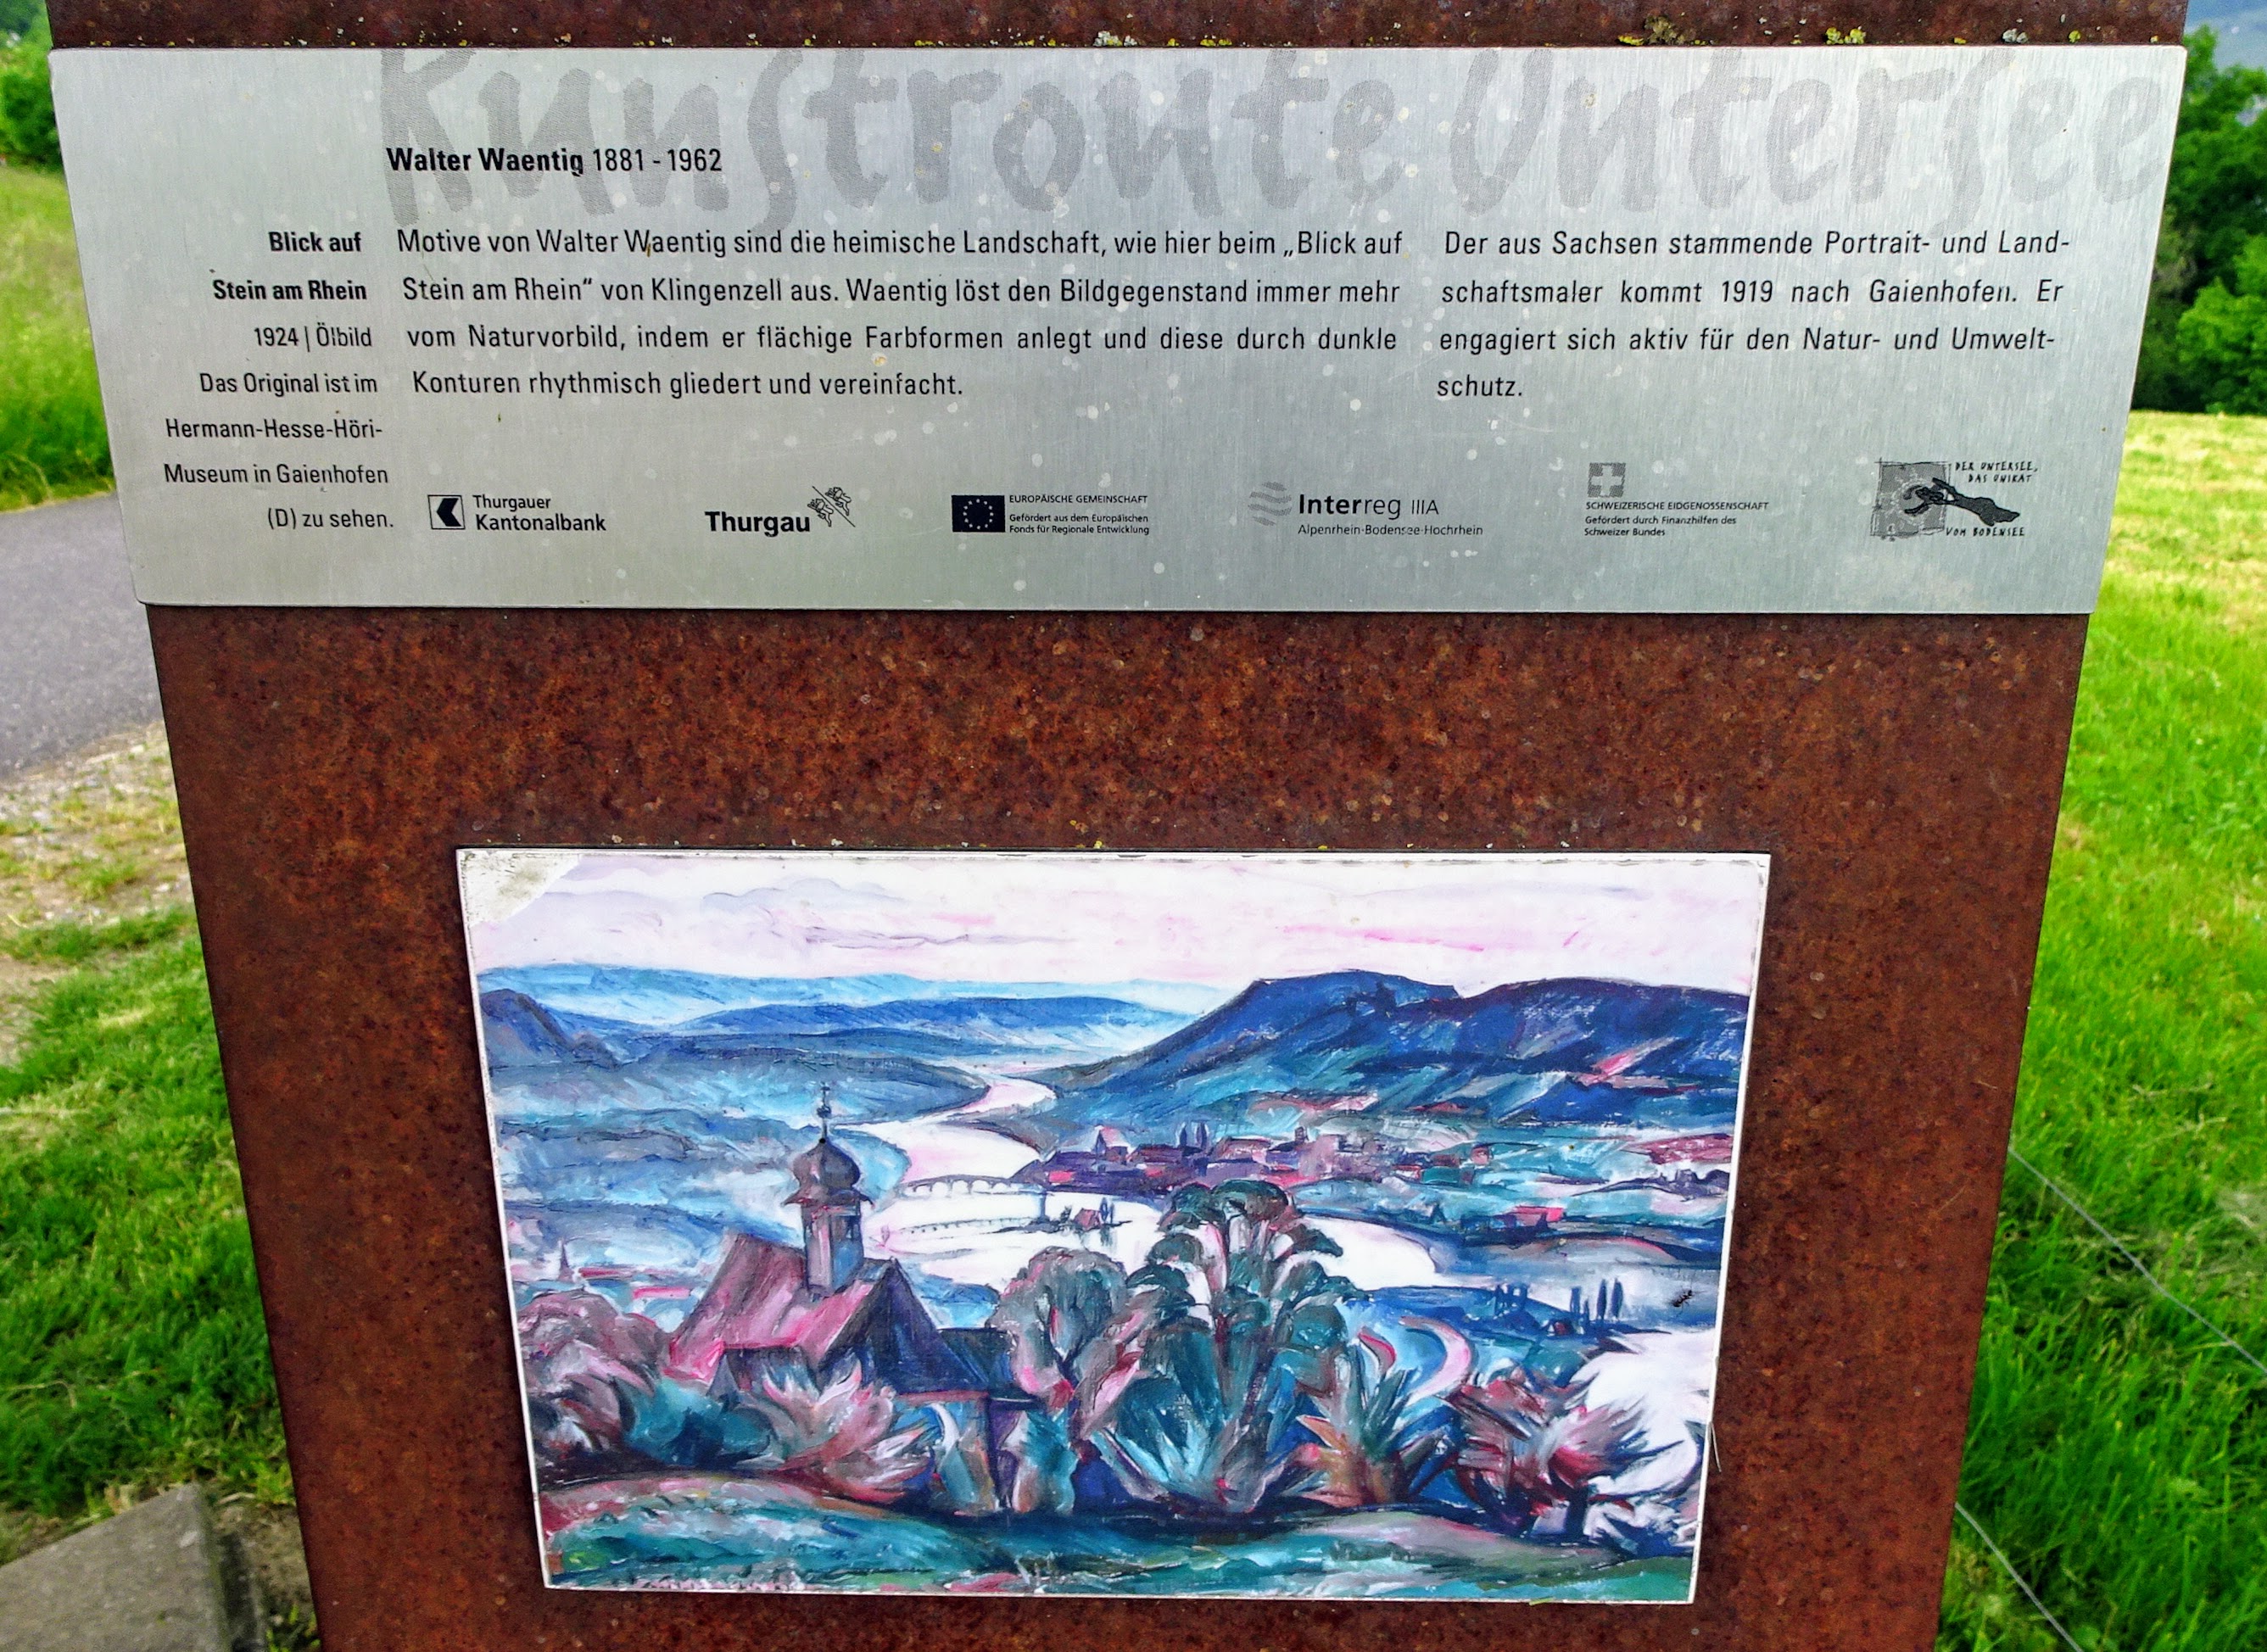 Kunstroute Untersee
Walter Waentig 1881 - 1962
Blick auf
Stein am Rhein
1924 | Ölbild
Das Original ist im
Hermann-Hesse-Höri-
Museum in Gaienhofen
(D) zu sehen.
Motive von Walter Waentig sind die heimische Landschaft, wie hier beim „Blick auf
Stein am Rhein“ von Klingenzell aus. Waentig löst den Bildgegenstand immer mehr
vom Naturvorbild, indem er flächige Farbformen anlegt und diese durch dunkle
Konturen rhythmisch gliedert und vereinfacht.
Der aus Sachsen stammende Portrait- und Land-
schaftsmaler kommt 1919 nach Gaienhofen. Er
engagiert sich aktiv für den Natur- und Umwelt-
schutz.
Thurgauer
Kantonalbank
Thurgau
EUROPÄISCHE GEMEINSCHAFT
Gefördert aus dem Europäischen
Fonds für Regionale Entwicklung
Interreg IIIA
Alpenrhein-Bodensee-Hochrhein
SCHWEIZERISCHE EIDGENOSSENSCHAFT
Gefördert durch Finanzhilfen des
Schweizer Bundes
DER UNTERSEE,
DAS UNIKAT
VOM BODENSEE